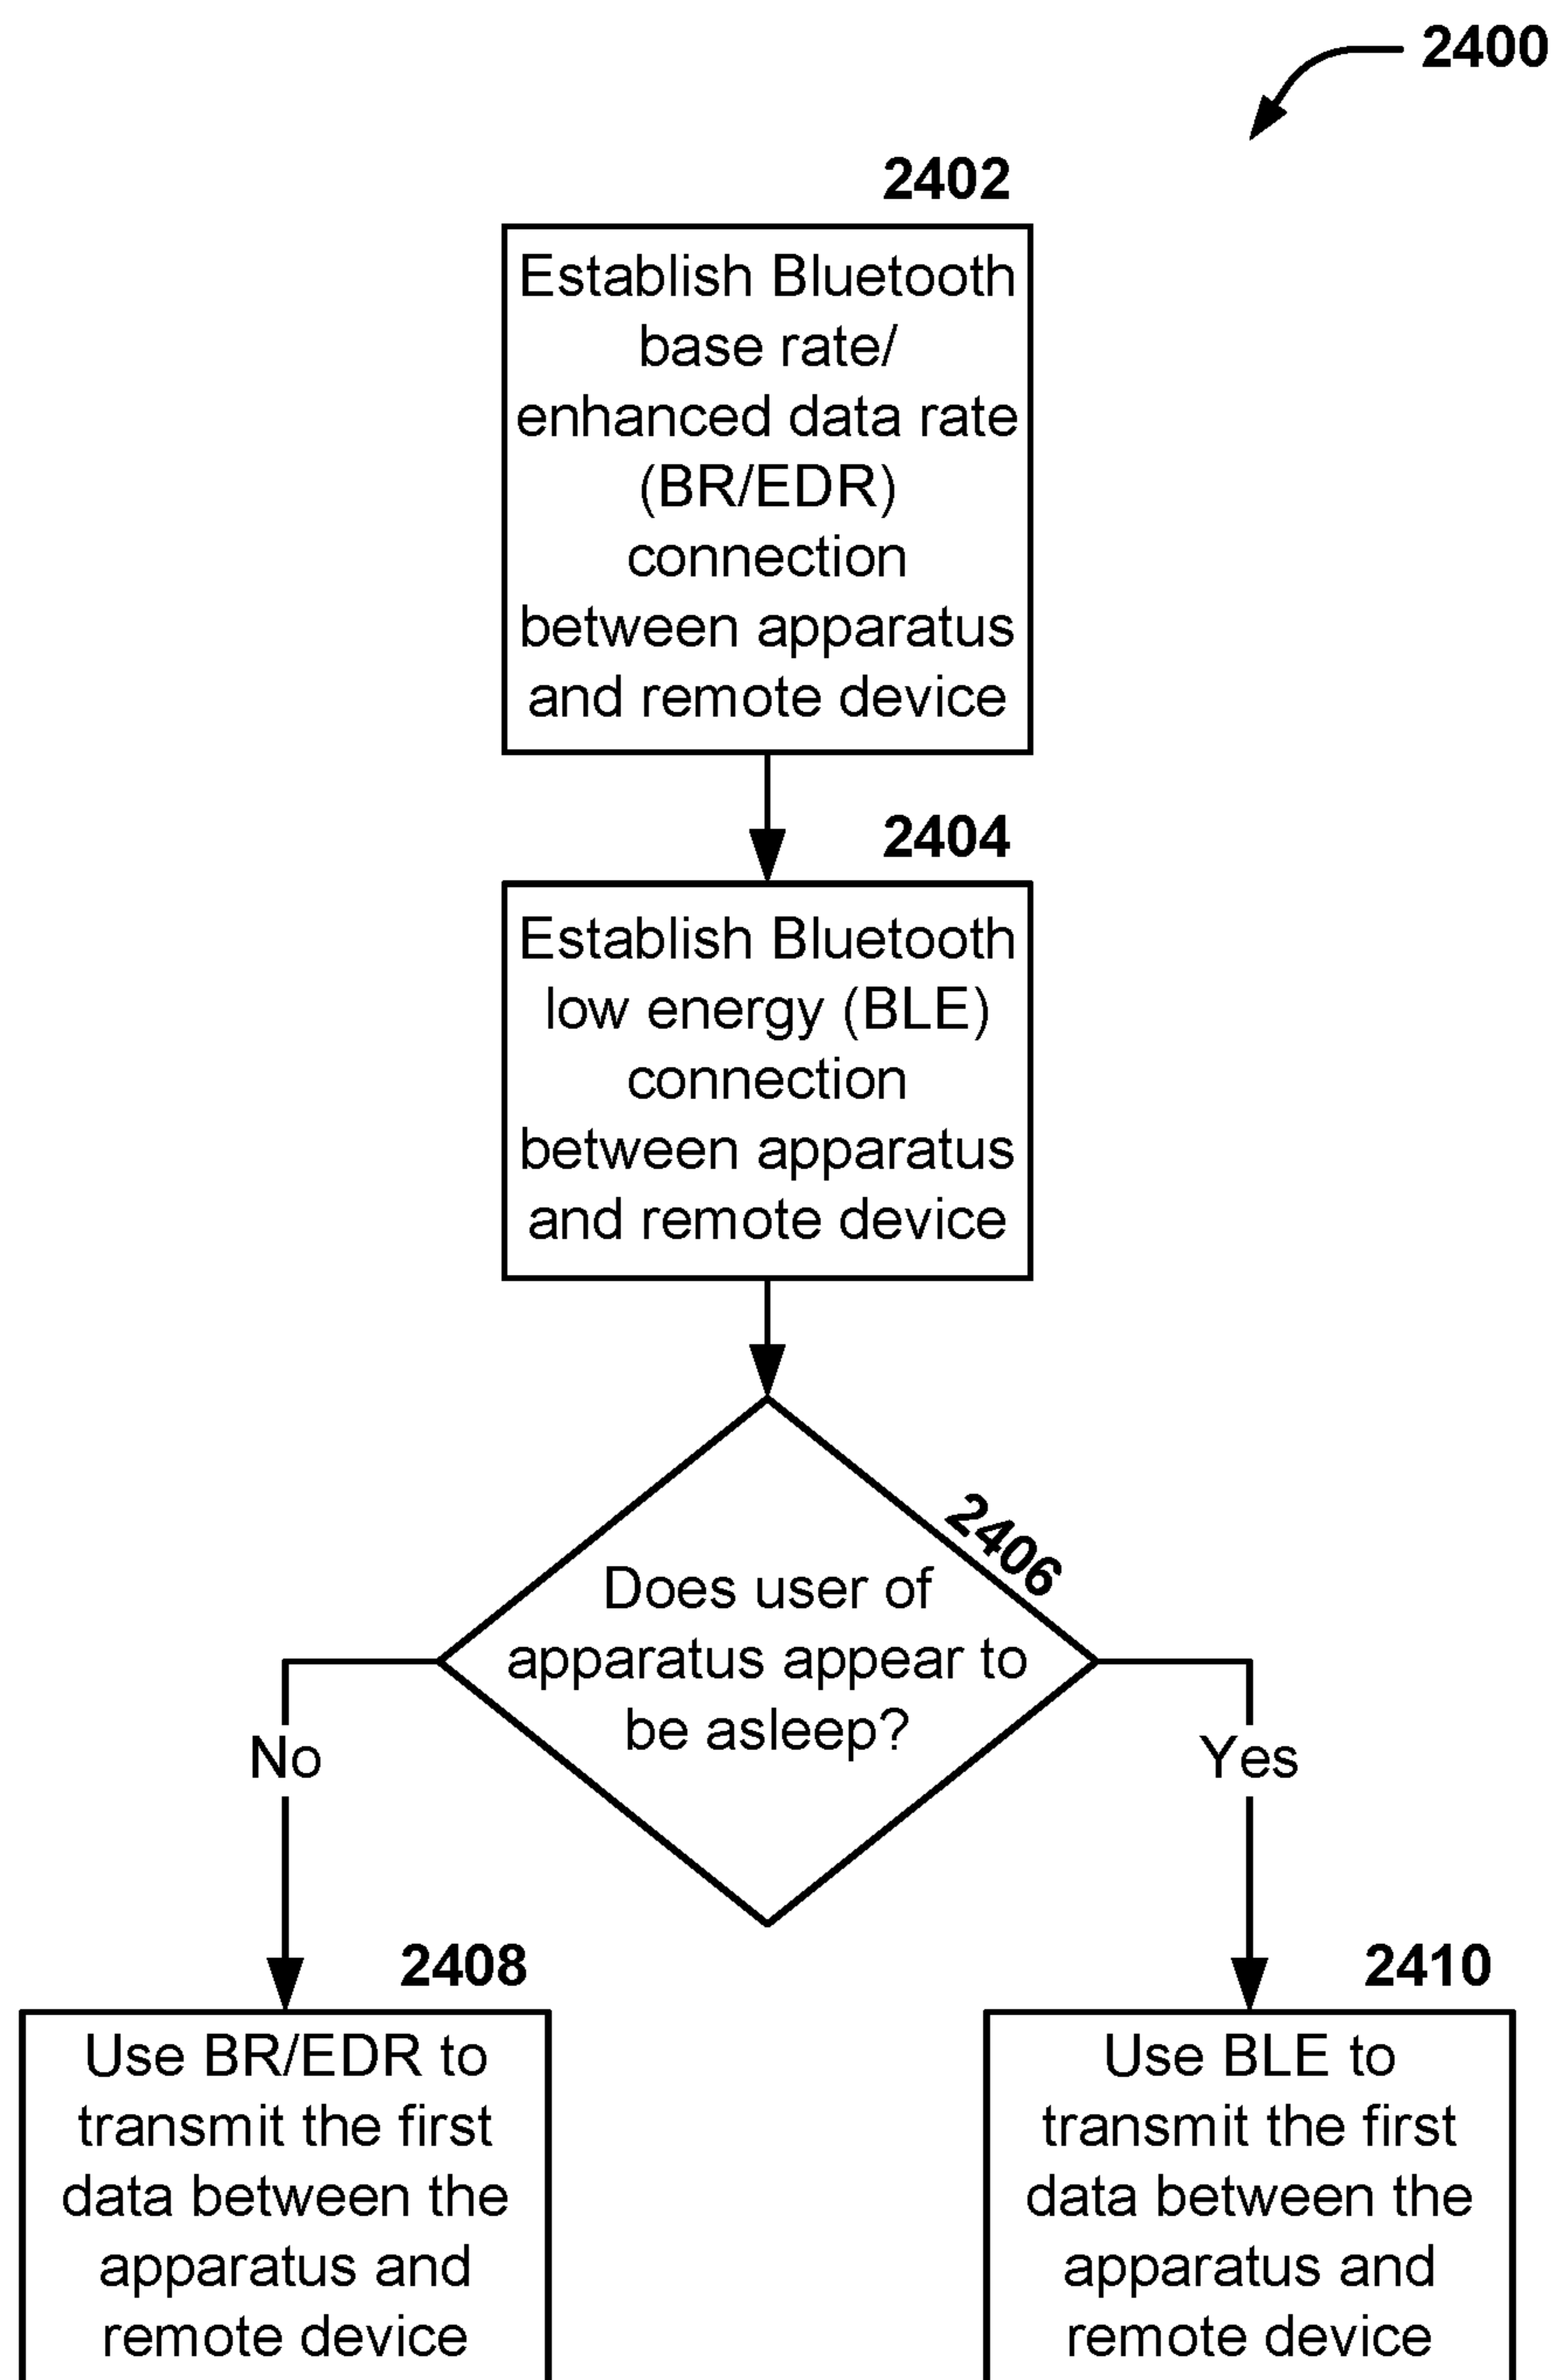 2400
2402
Establish Bluetooth
base rate/
enhanced data rate
(BR/EDR)
connection
between apparatus
and remote device
2404
Establish Bluetooth
low energy (BLE)
connection
between apparatus
and remote device
2406
Does user of
apparatus appear to
be asleep?
No
Yes
2408
Use BR/EDR to
transmit the first
data between the
apparatus and
remote device
2410
Use BLE to
transmit the first
data between the
apparatus and
remote device